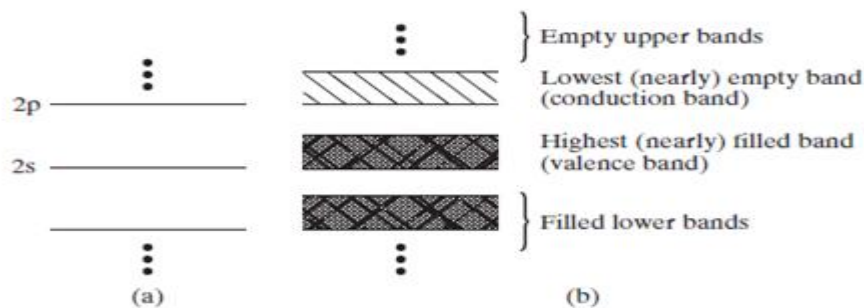 Empty upper bands
Lowest (nearly) empty band
(conduction band)
2p
Highest (nearly) filled band
(valence band)
2s
Filled lower bands
(a)
(b)